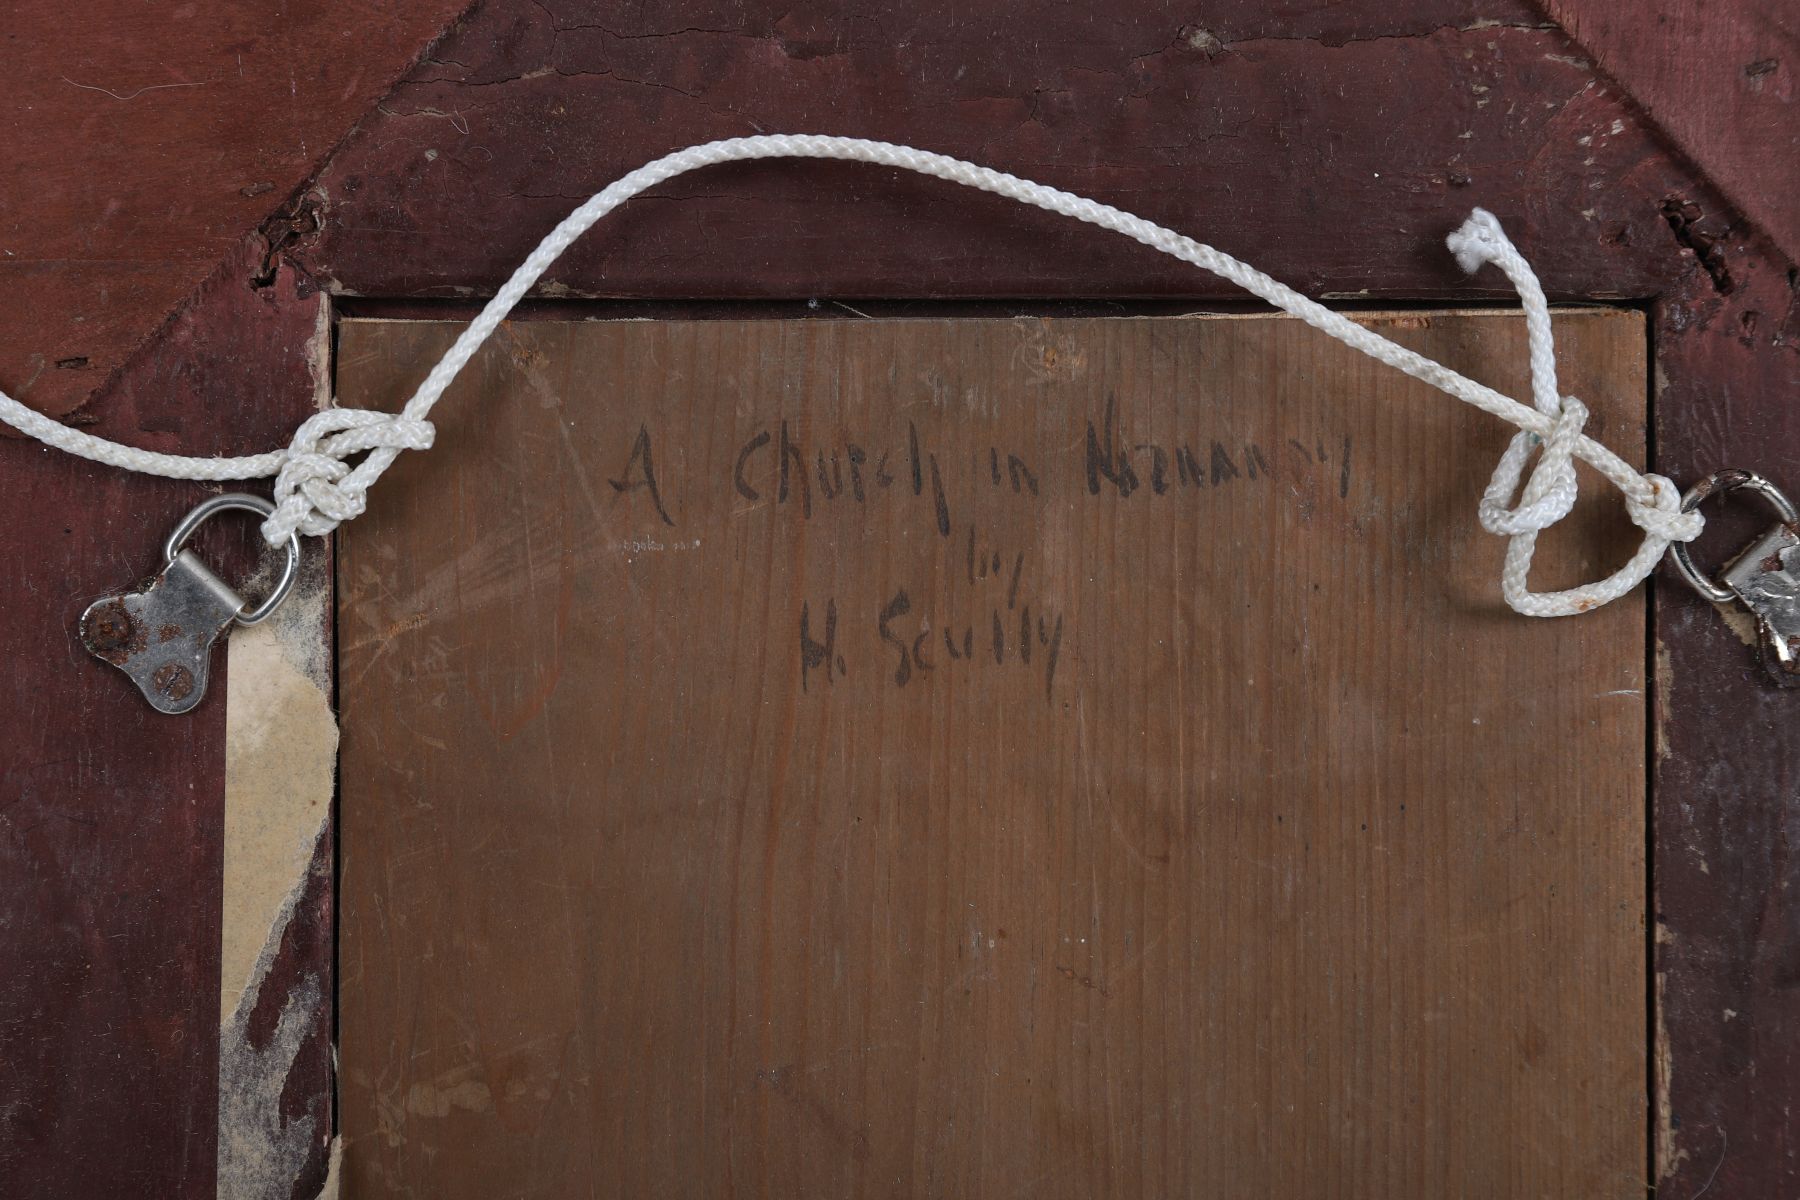 A Church in Normandy
by
H. Scully